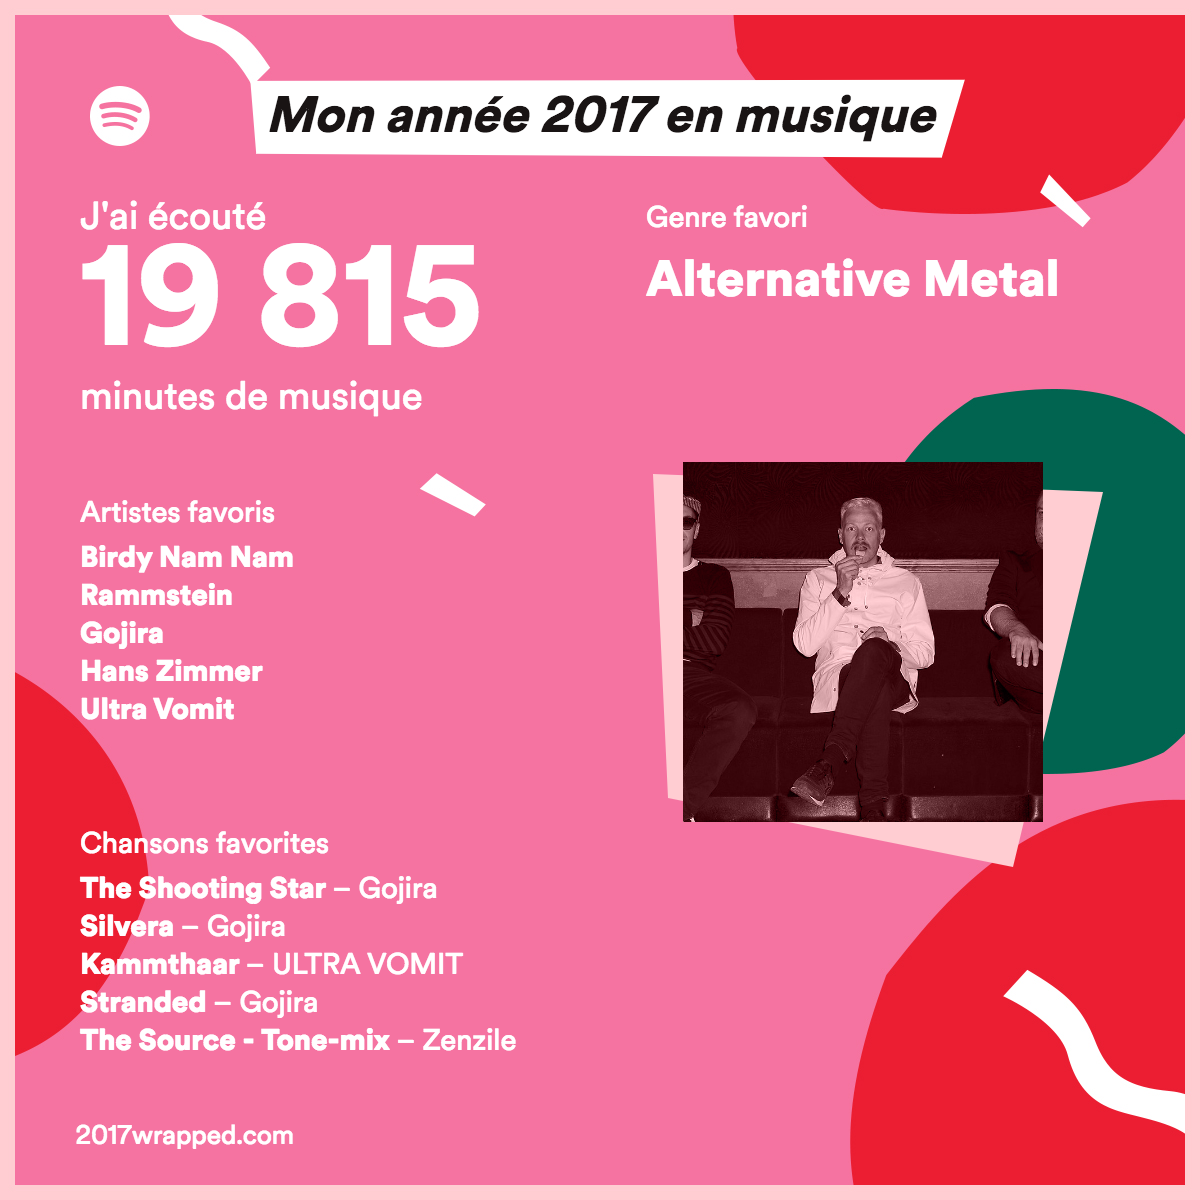 Mon année 2017 en musique
J'ai écouté
19 815
minutes de musique
Genre favori
Alternative Metal
Artistes favoris
Birdy Nam Nam
Rammstein
Gojira
Hans Zimmer
Ultra Vomit
Chansons favorites
The Shooting Star – Gojira
Silvera – Gojira
Kammthaar – ULTRA VOMIT
Stranded – Gojira
The Source - Tone-mix – Zenzile
2017wrapped.com